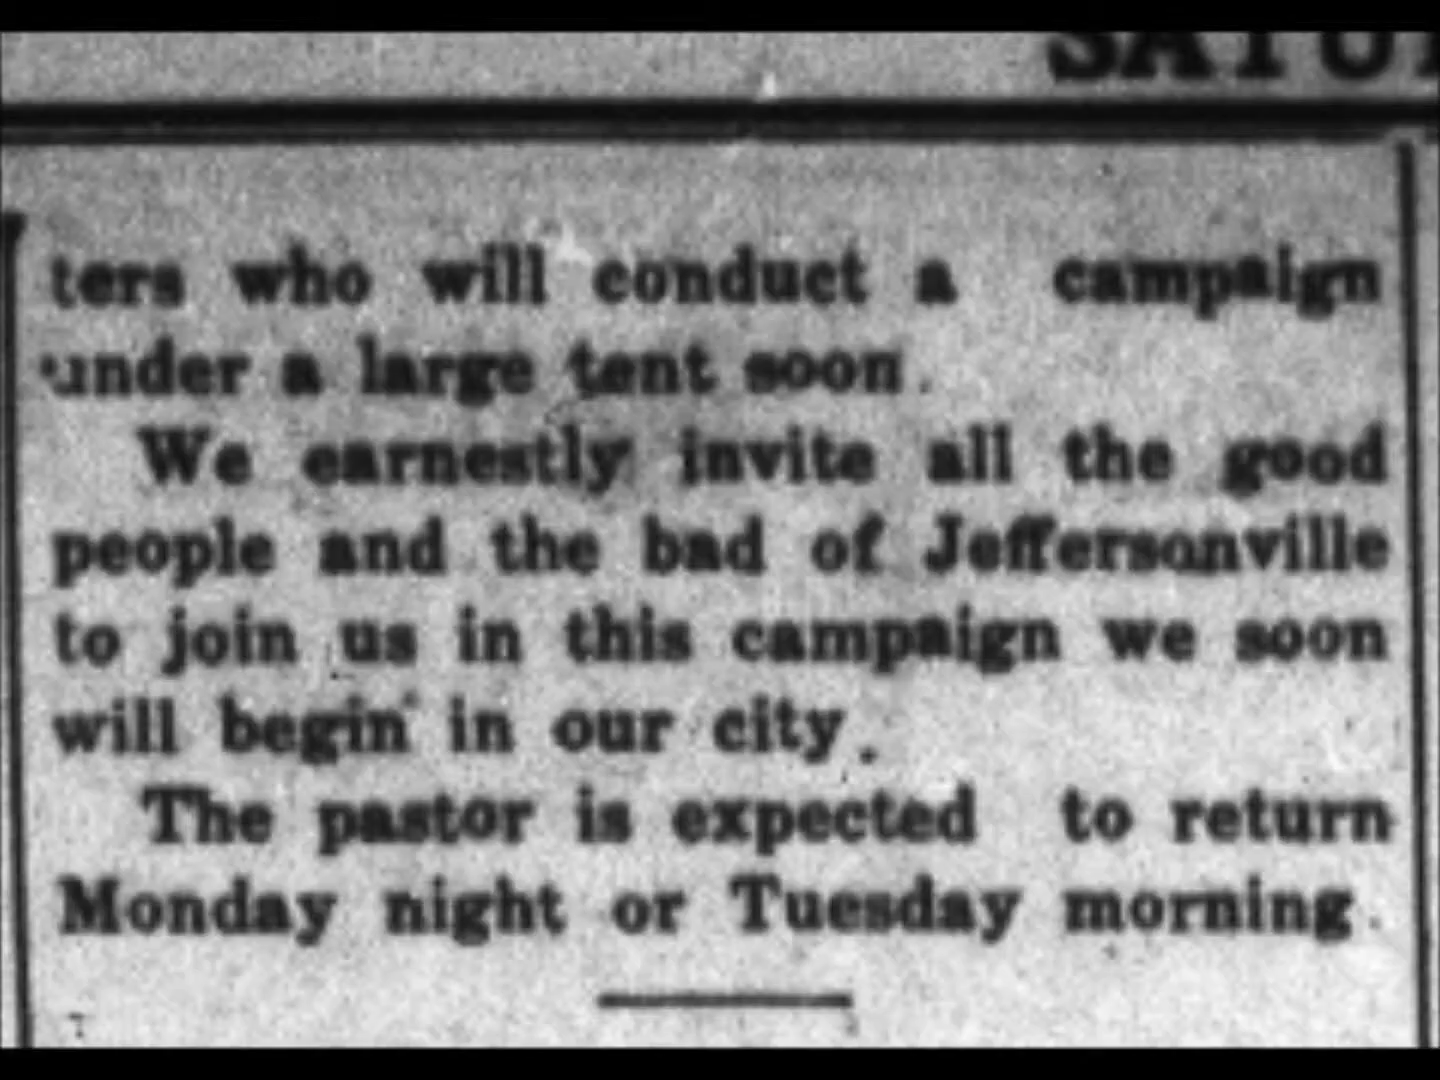 SATU
ters who will conduct a campaign
under a large tent soon.
We earnestly invite all the good
people and the bad of Jeffersonville
to join us in this campaign we soon
will begin in our city.
The pastor is expected to return
Monday night or Tuesday morning.